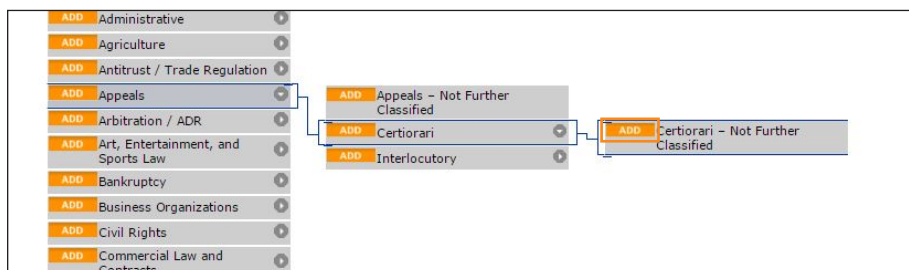 ADD Administrative
ADD Agriculture
ADD Antitrust / Trade Regulation
ADD Appeals
ADD Arbitration / ADR
ADD Art, Entertainment, and
Sports Law
ADD Bankruptcy
ADD Business Organizations
ADD Civil Rights
ADD Commercial Law and
Contracts
ADD Appeals – Not Further
Classified
ADD Certiorari
ADD Interlocutory
ADD Certiorari – Not Further
Classified